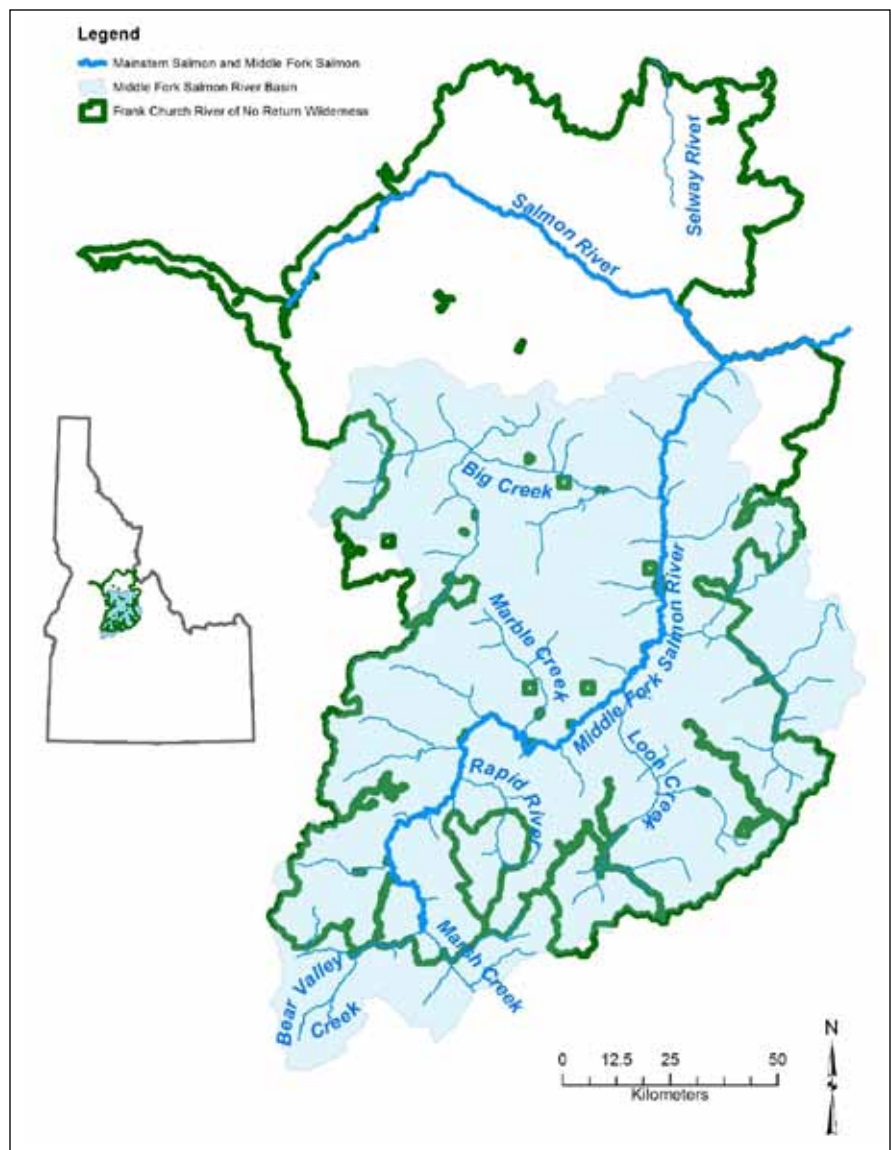 Legend
Mainstem Salmon and Middle Fork Salmon
Middle Fork Salmon River Basin
Frank Church River of No Return Wilderness
Selway River
Salmon River
Big Creek
Marble Creek
Middle Fork Salmon River
Loon Creek
Rapid River
Marsh Creek
Bear Valley
Creek
N
0 12.5 25 50
Kilometers